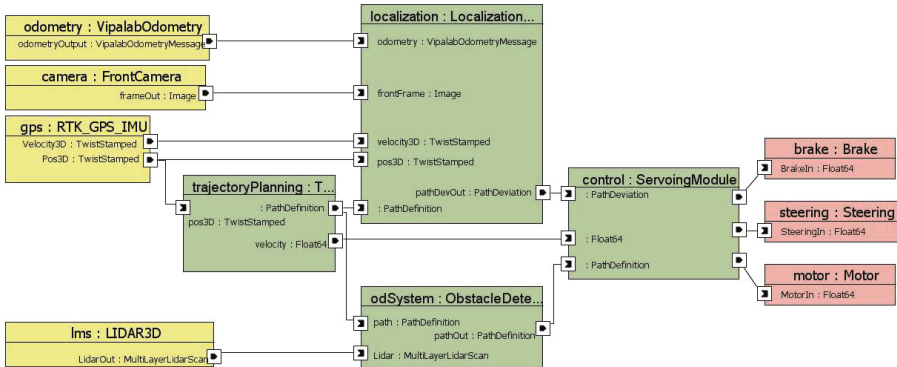 odometry : VipalabOdometry
odometryOutput : VipalabOdometryMessage
camera : FrontCamera
frameOut : Image
gps : RTK_GPS_IMU
Velocity3D : TwistStamped
Pos3D : TwistStamped
localization : Localization...
odometry : VipalabOdometryMessage
frontFrame : Image
velocity3D : TwistStamped
pos3D : TwistStamped
pathDevOut : PathDeviation
: PathDefinition
trajectoryPlanning : T...
: PathDefinition
pos3D : TwistStamped
velocity : Float64
control : ServoingModule
: PathDeviation
: Float64
: PathDefinition
brake : Brake
BrakeIn : Float64
steering : Steering
SteeringIn : Float64
motor : Motor
MotorIn : Float64
odSystem : ObstacleDete...
path : PathDefinition
pathOut : PathDefinition
Lidar : MultiLayerLidarScan
lms : LIDAR3D
LidarOut : MultiLayerLidarScan